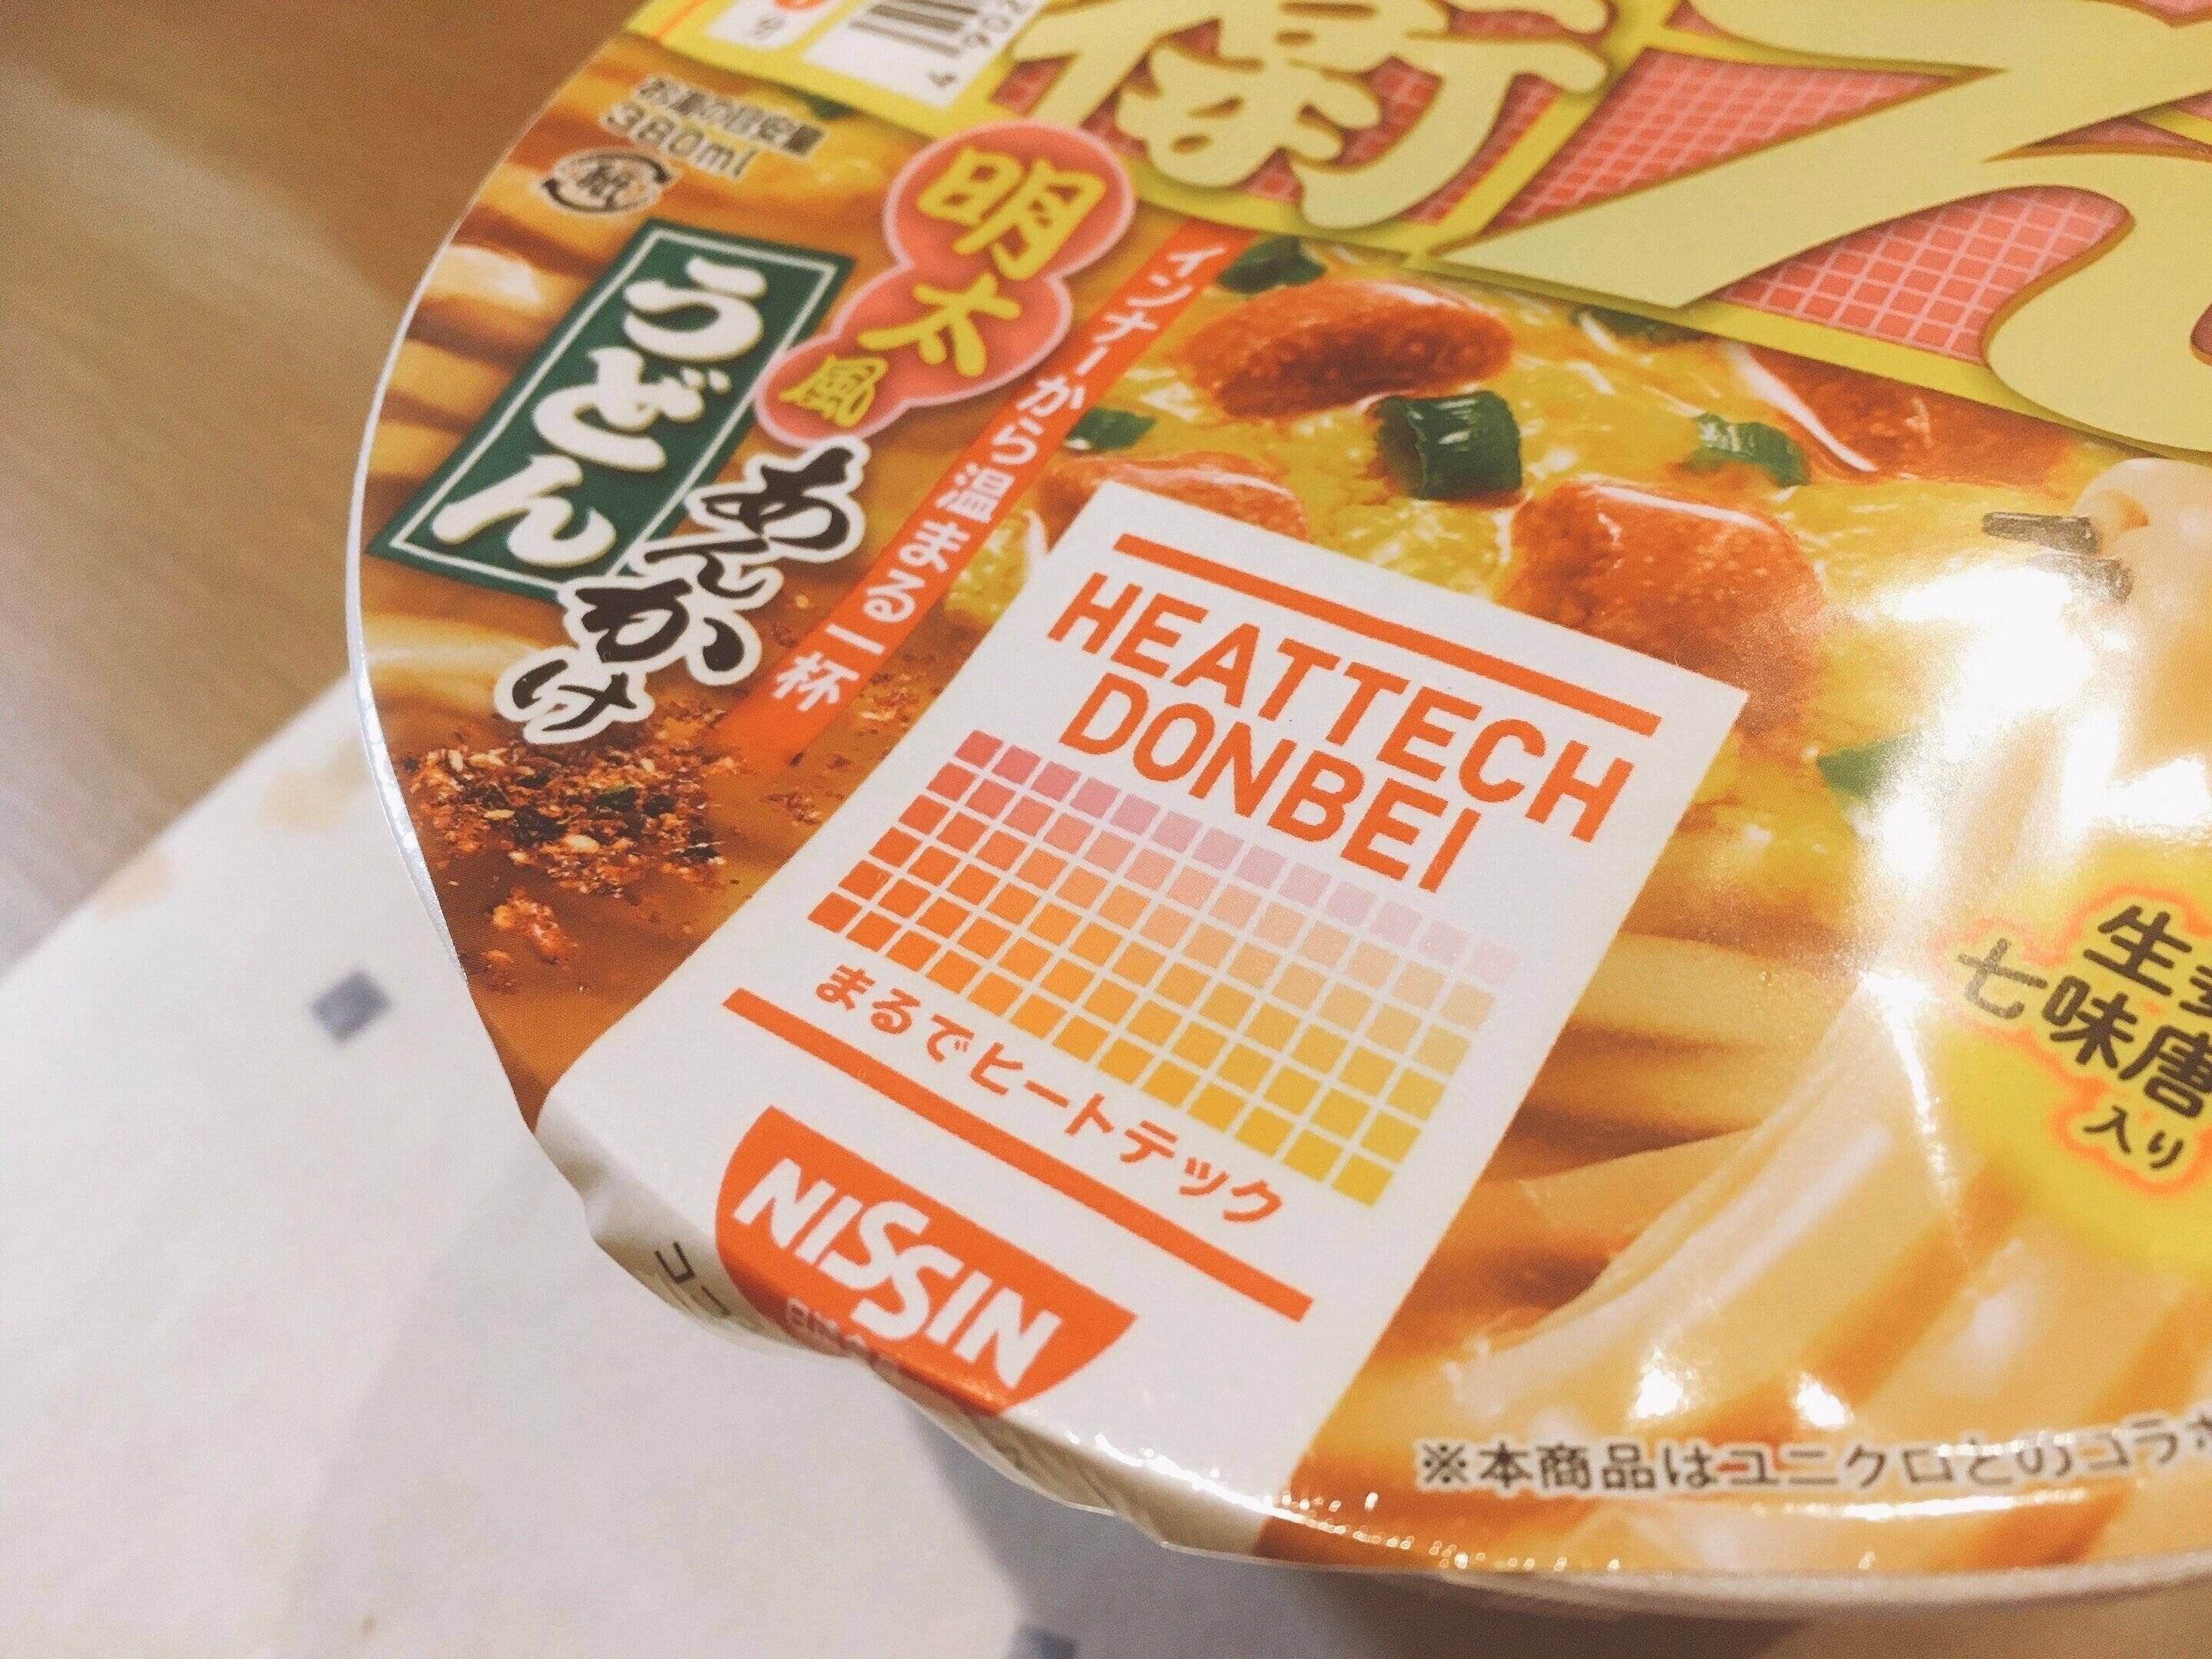 お湯の目安量
380ml
紙
衛
明太風
あんかけ
うどん
インナーから温まる一杯
HEATTECH
DONBEI
まるでヒートテック
NISSIN
七味唐
入り
※本商品はユニクロとのコラ